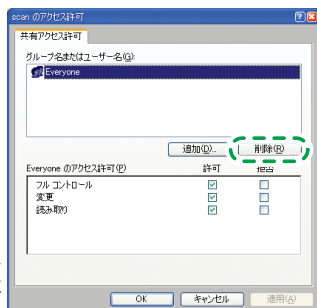 scan のアクセス許可
共有アクセス許可
グループ名またはユーザー名(G):
Everyone
追加(D)... 削除(R)
Everyone のアクセス許可(P) 許可 拒否
フル コントロール
変更
読み取り
OK キャンセル 適用(A)